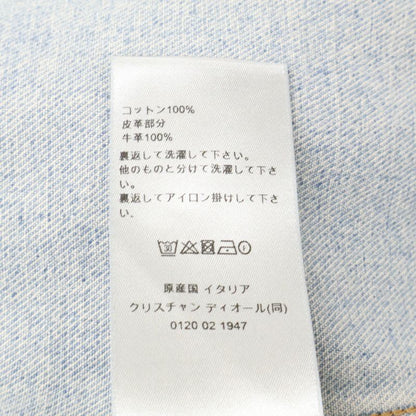 コットン100%
皮革部分
牛革100%
裏返して洗濯して下さい。
他のものと分けて洗濯して下さい。
裏返してアイロン掛けして下さい。
30
原産国 イタリア
クリスチャン ディオール(同)
0120 02 1947